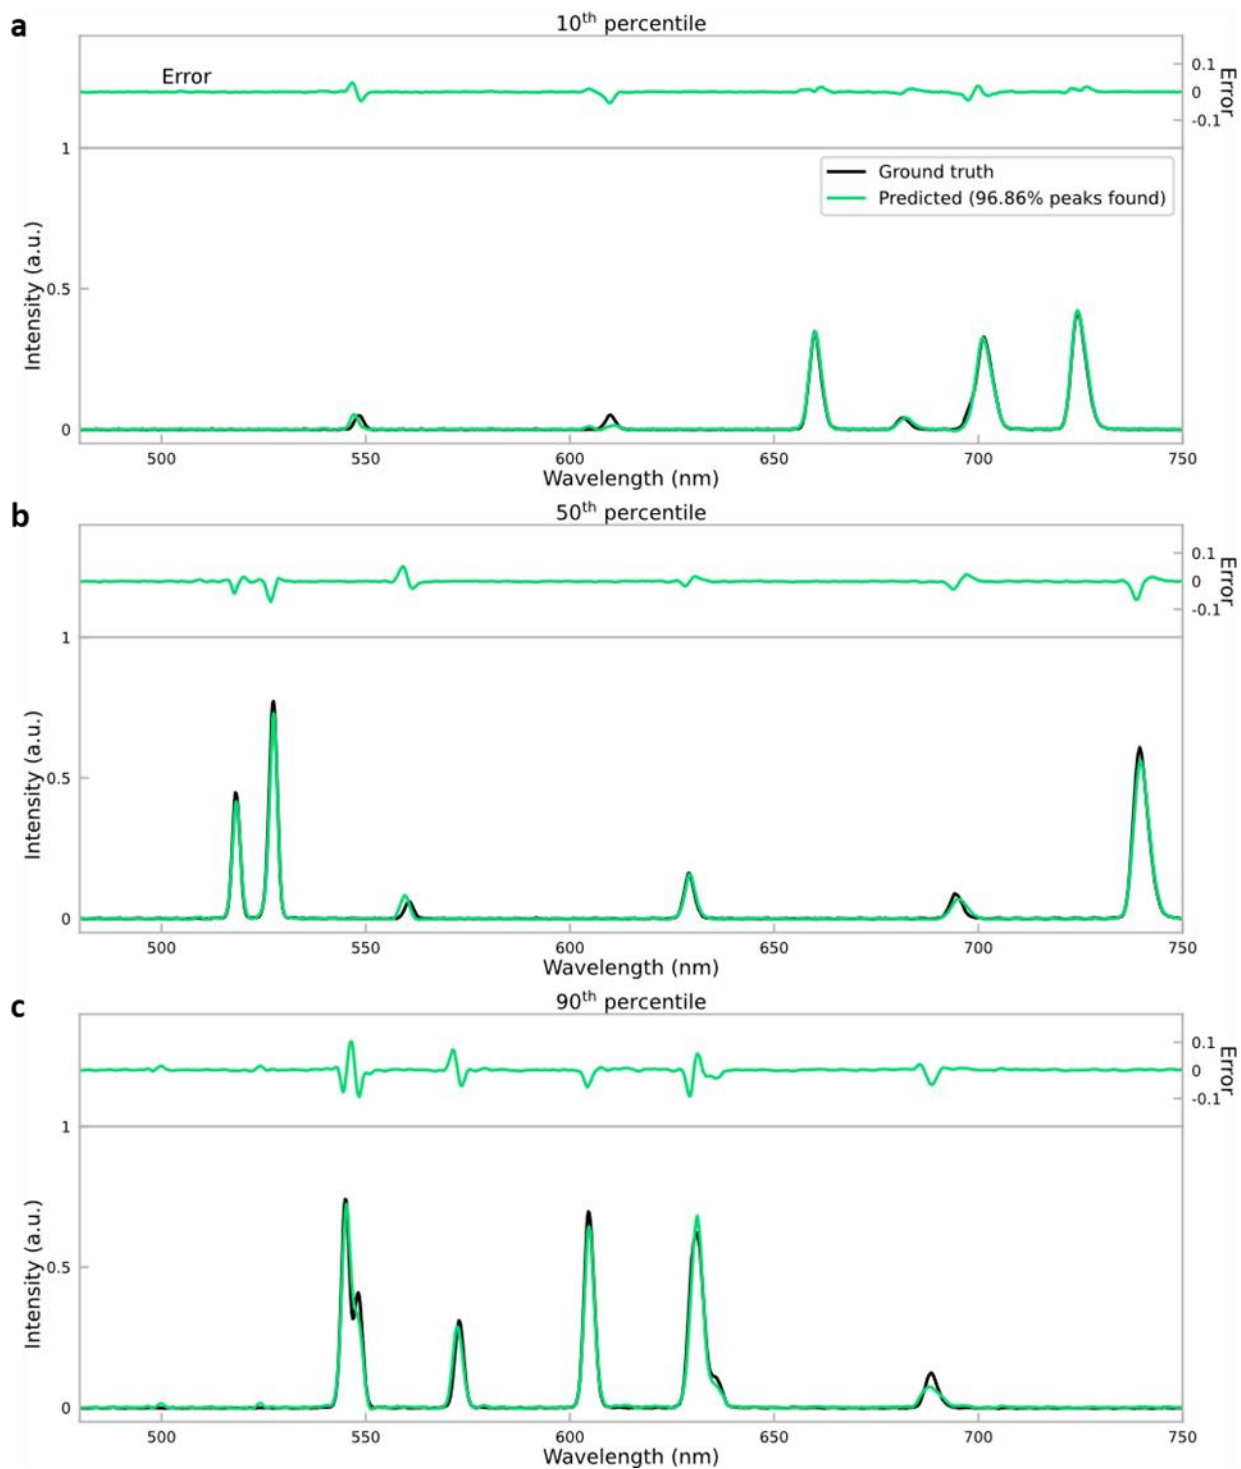 a
10th percentile
Error
0.1
0
-0.1
Error
1
0.5
0
Intensity (a.u.)
Ground truth
Predicted (96.86% peaks found)
500 550 600 650 700 750
Wavelength (nm)
b
50th percentile
0.1
0
-0.1
Error
1
0.5
0
Intensity (a.u.)
500 550 600 650 700 750
Wavelength (nm)
c
90th percentile
0.1
0
-0.1
Error
1
0.5
0
Intensity (a.u.)
500 550 600 650 700 750
Wavelength (nm)